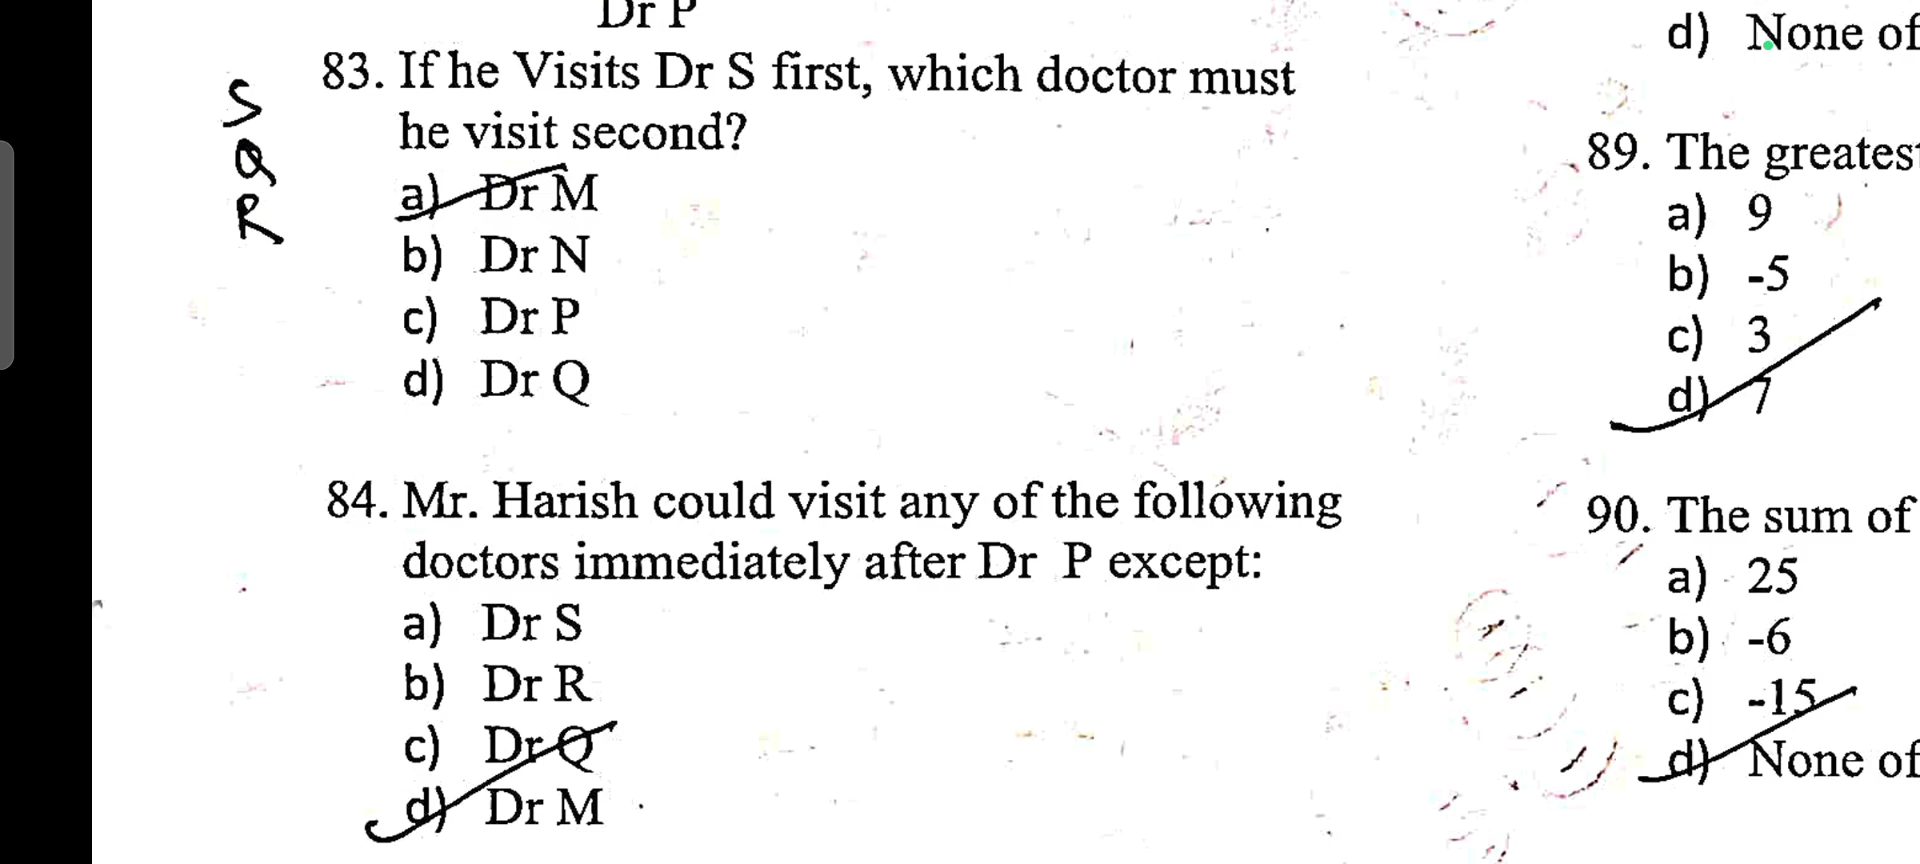 Dr P
83. If he Visits Dr S first, which doctor must
he visit second?
a) Dr M
b) Dr N
c) Dr P
d) Dr Q
84. Mr. Harish could visit any of the following
doctors immediately after Dr P except:
a) Dr S
b) Dr R
c) Dr Q
d) Dr M
S
Q
R
d) None of
89. The greatest
a) 9
b) -5
c) 3
d) 7
90. The sum of
a) 25
b) -6
c) -15
d) None of